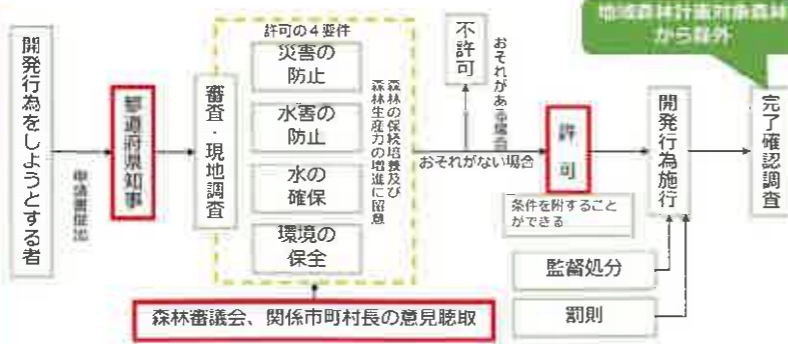 開発行為をしようとする者
申請書提出
都道府県知事
審査・現地調査
許可の4要件
災害の
防止
水害の
防止
水の
確保
環境の
保全
森林の保続培養及び
森林生産力の増進に留意
森林審議会、関係市町村長の意見聴取
不許可
おそれがある場合
おそれがない場合
許可
条件を附すること
ができる
開発行為施行
監督処分
罰則
地域森林計画対象森林
から除外
完了確認調査